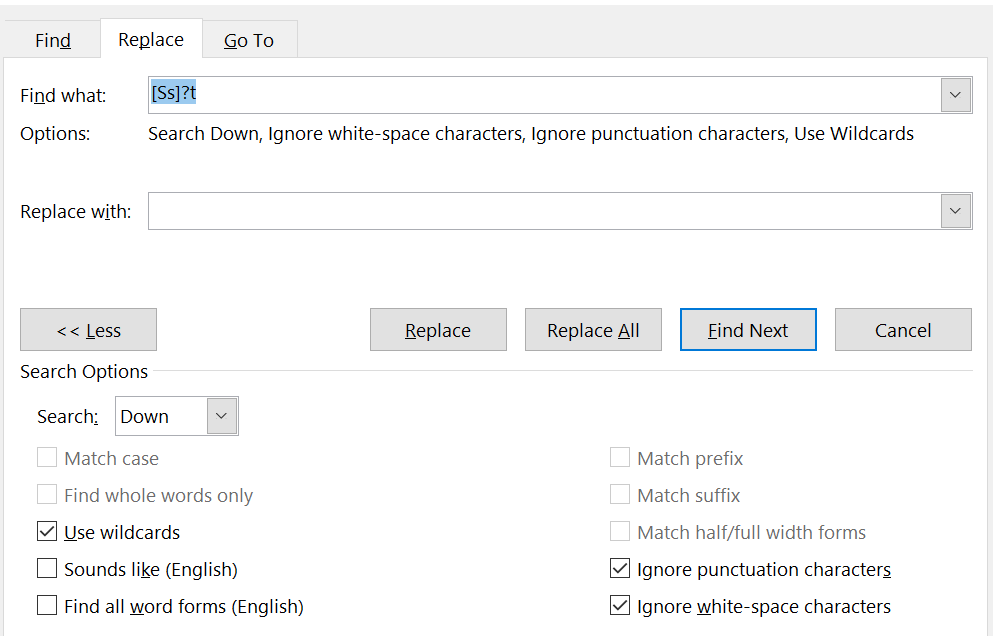 Find Replace Go To
Find what: [Ss]?t
Options: Search Down, Ignore white-space characters, Ignore punctuation characters, Use Wildcards
Replace with:
<< Less Replace Replace All Find Next Cancel
Search Options
Search: Down
Match case Match prefix
Find whole words only Match suffix
Use wildcards Match half/full width forms
Sounds like (English) Ignore punctuation characters
Find all word forms (English) Ignore white-space characters